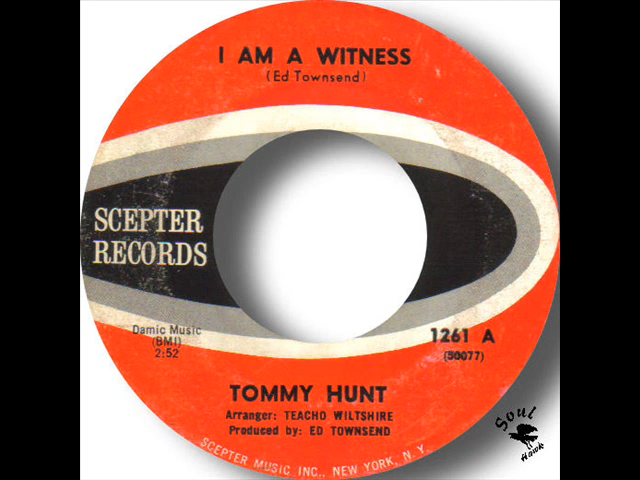 I AM A WITNESS
(Ed Townsend)
SCEPTER
RECORDS
Damic Music
(BMI)
2:52
1261 A
(50077)
TOMMY HUNT
Arranger: TEACHO WILTSHIRE
Produced by: ED TOWNSEND
SCEPTER MUSIC INC., NEW YORK, N.Y.
Soul
Hawk